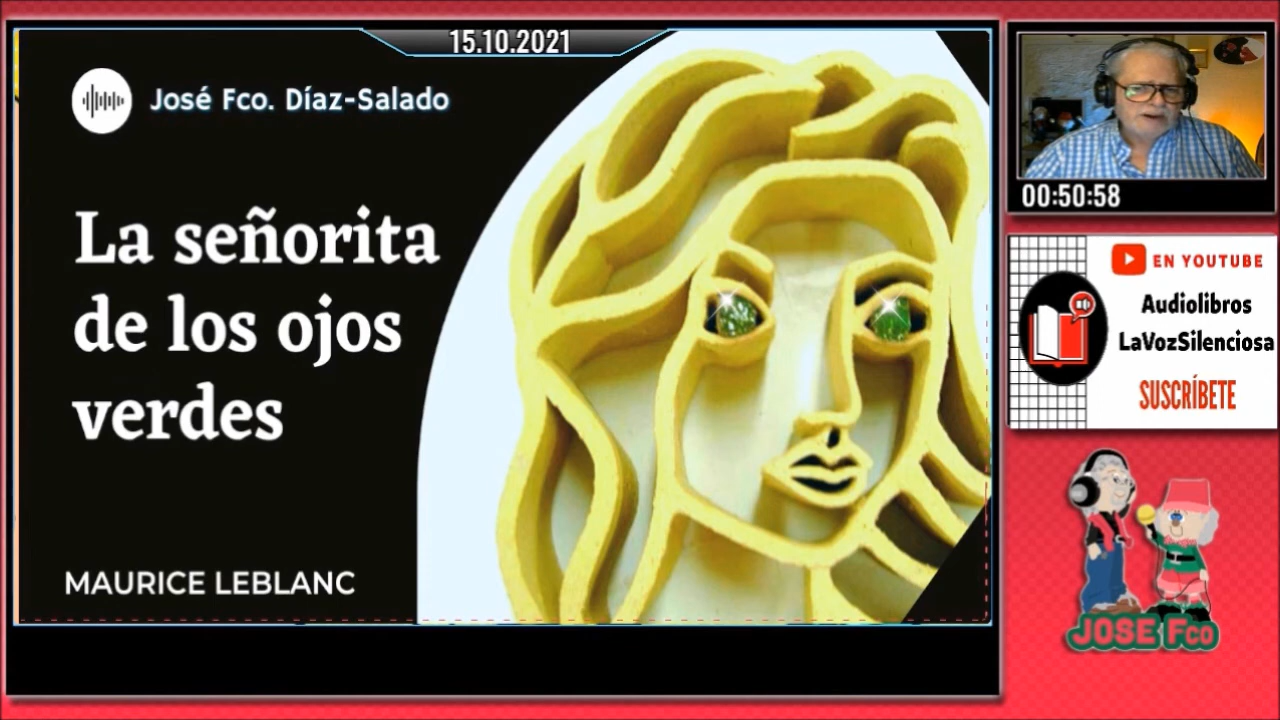 15.10.2021
José Fco. Díaz-Salado
La señorita
de los ojos
verdes
MAURICE LEBLANC
00:50:58
EN YOUTUBE
Audiolibros
LaVozSilenciosa
SUSCRÍBETE
JOSE Fco